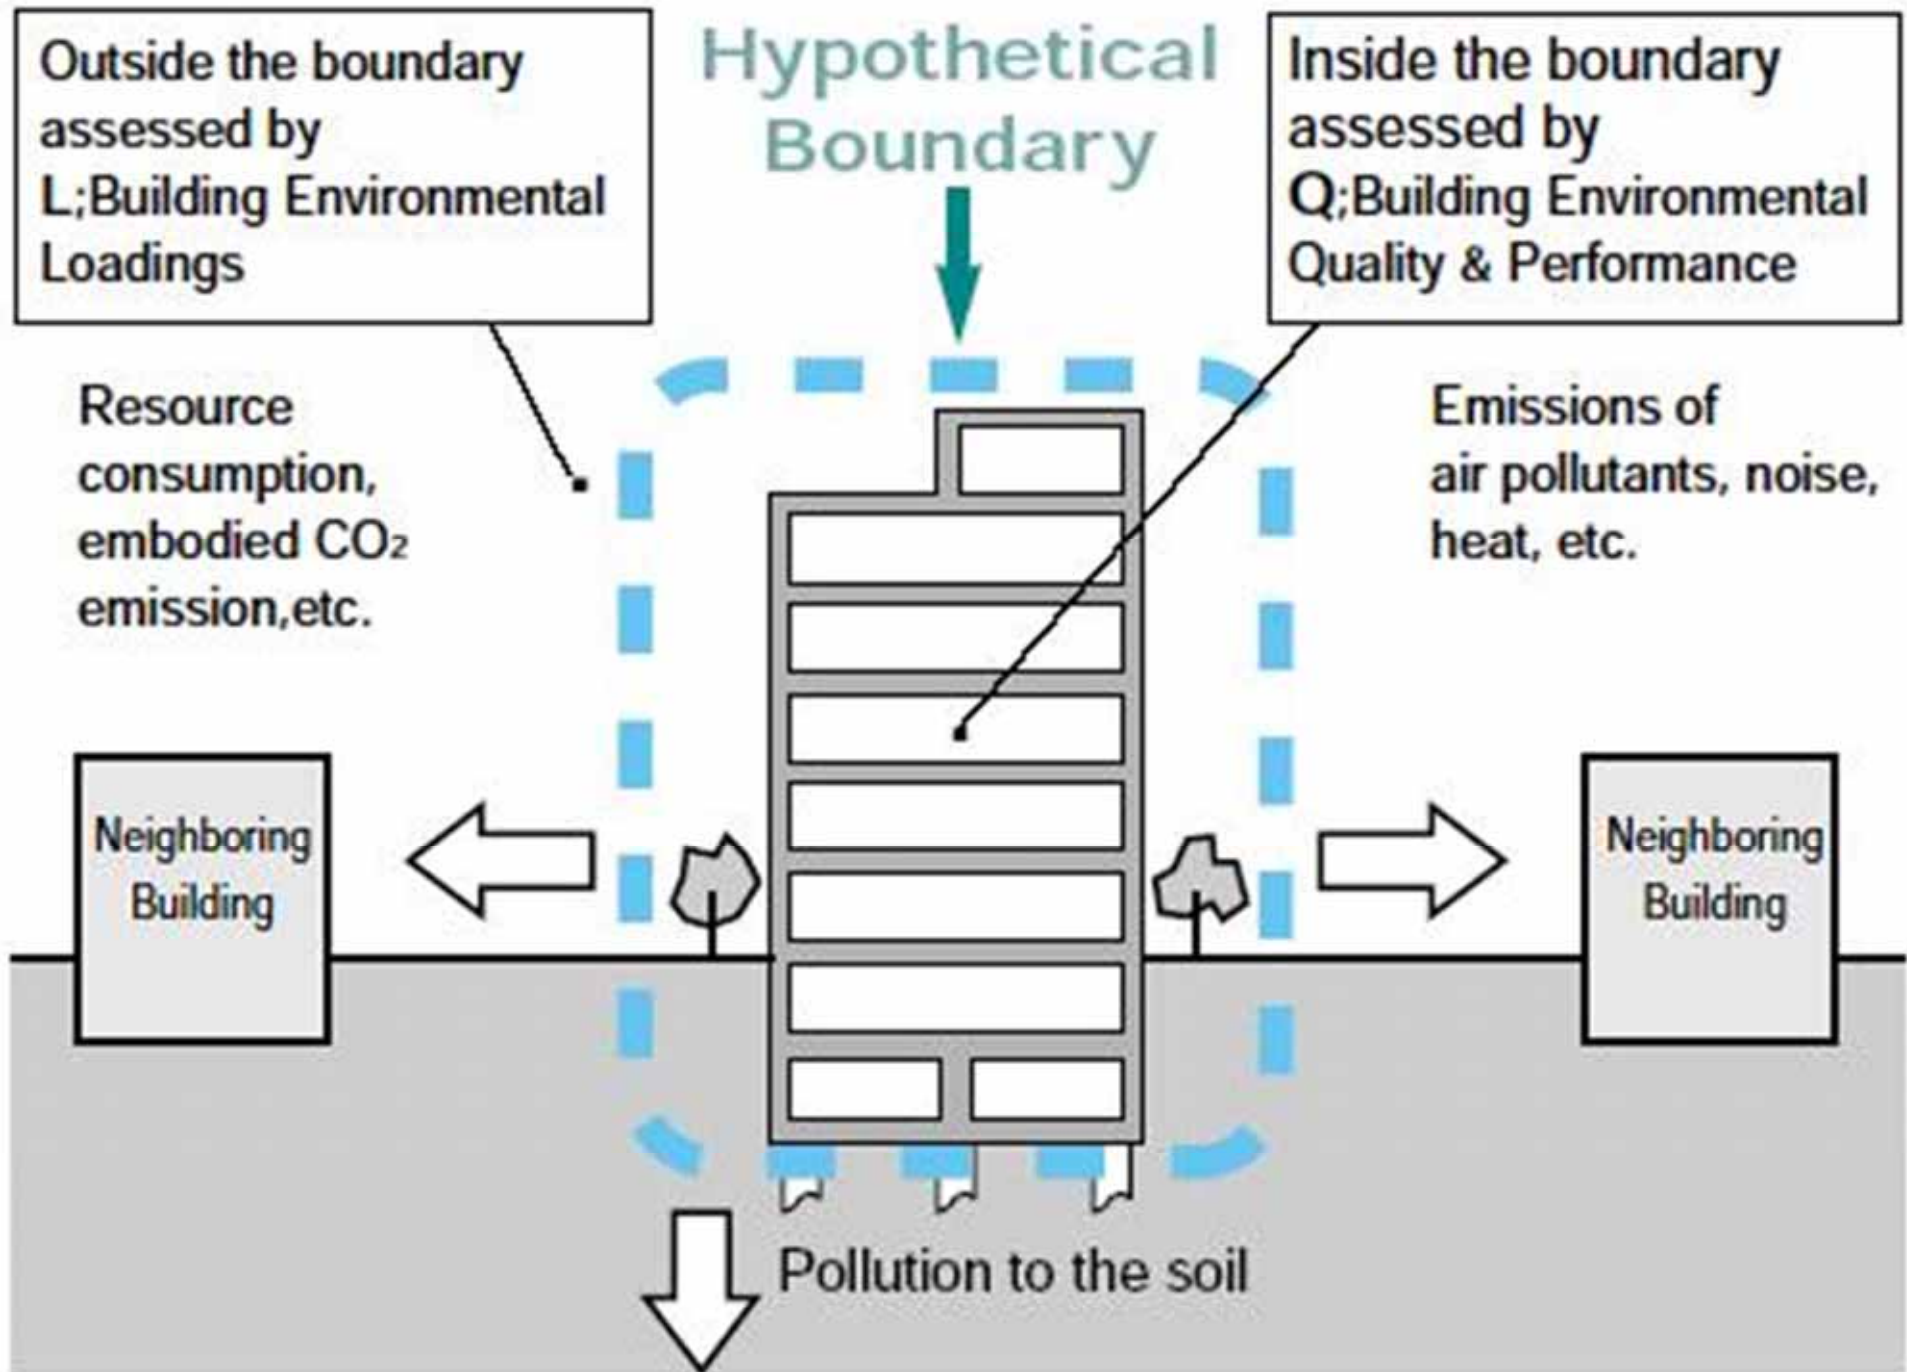 Outside the boundary
assessed by
L;Building Environmental
Loadings
Hypothetical
Boundary
Inside the boundary
assessed by
Q;Building Environmental
Quality & Performance
Resource
consumption,
embodied CO₂
emission,etc.
Emissions of
air pollutants, noise,
heat, etc.
Neighboring
Building
Neighboring
Building
Pollution to the soil